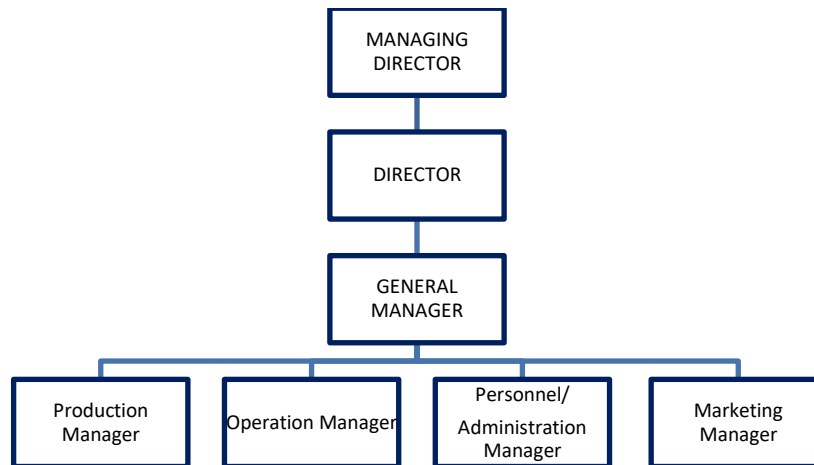 MANAGING
DIRECTOR
DIRECTOR
GENERAL
MANAGER
Production
Manager
Operation Manager
Personnel/
Administration
Manager
Marketing
Manager